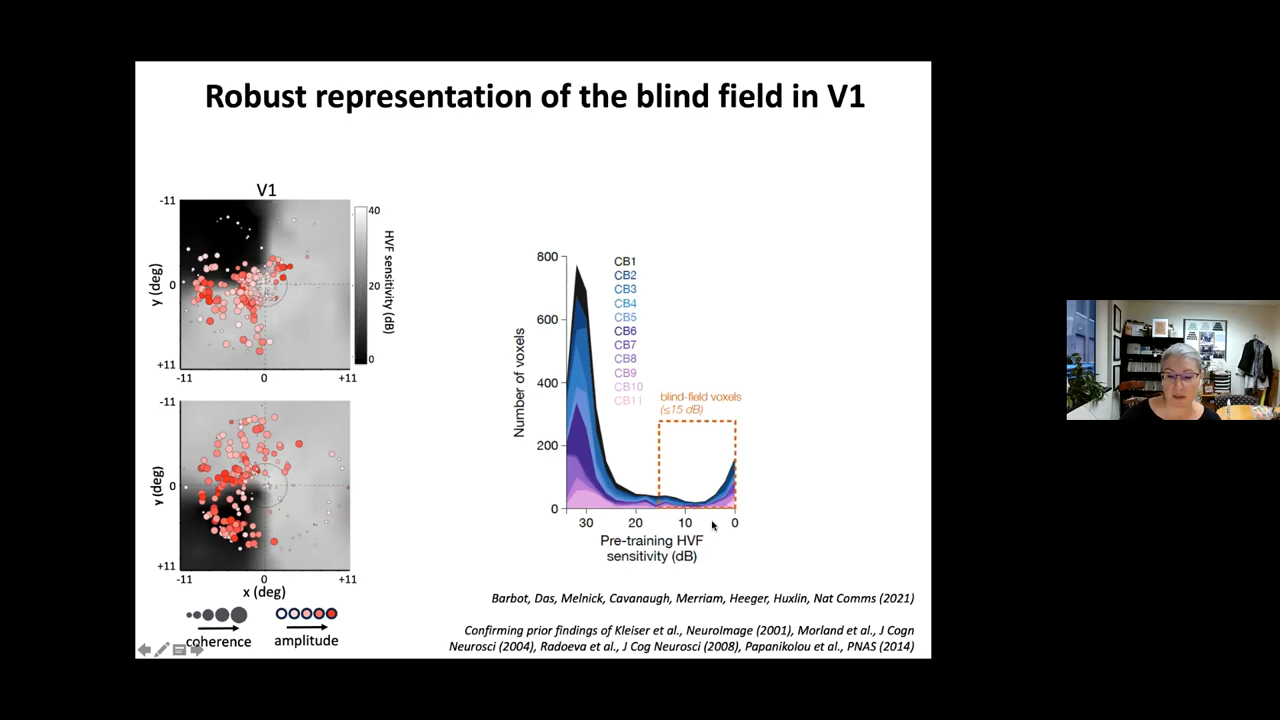 Robust representation of the blind field in V1
V1
-11
0
+11
y (deg)
-11
0
+11
40
20
0
HVF sensitivity (dB)
-11
0
+11
y (deg)
-11
0
+11
x (deg)
coherence
amplitude
800
600
400
200
0
Number of voxels
CB1
CB2
CB3
CB4
CB5
CB6
CB7
CB8
CB9
CB10
CB11
blind-field voxels
(≤15 dB)
30
20
10
0
Pre-training HVF
sensitivity (dB)
Barbot, Das, Melnick, Cavanaugh, Merriam, Heeger, Huxlin, Nat Comms (2021)
Confirming prior findings of Kleiser et al., NeuroImage (2001), Morland et al., J Cogn
Neurosci (2004), Radoeva et al., J Cog Neurosci (2008), Papanikolou et al., PNAS (2014)